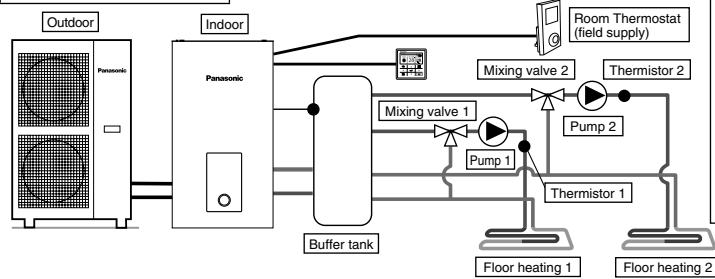 Outdoor
Indoor
Room Thermostat
(field supply)
Panasonic
Panasonic
Mixing valve 2
Thermistor 2
Mixing valve 1
Pump 2
Pump 1
Thermistor 1
Buffer tank
Floor heating 1
Floor heating 2